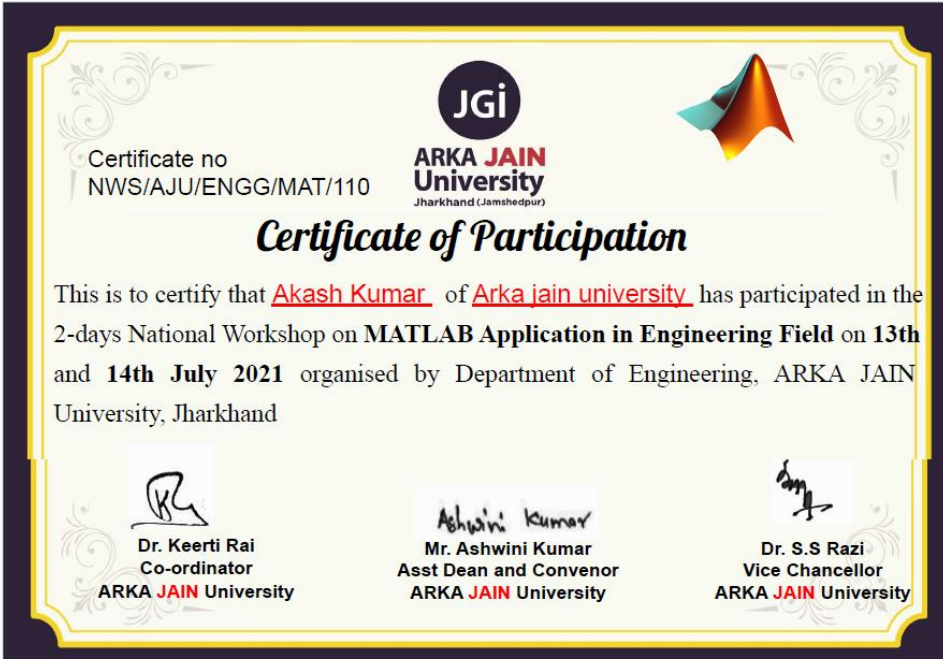 JGi
ARKA JAIN
University
Jharkhand (Jamshedpur)
Certificate no
NWS/AJU/ENGG/MAT/110
Certificate of Participation
This is to certify that Akash Kumar of Arka jain university has participated in the
2-days National Workshop on MATLAB Application in Engineering Field on 13th
and 14th July 2021 organised by Department of Engineering, ARKA JAIN
University, Jharkhand
Ashwini Kumar
Dr. Keerti Rai
Co-ordinator
ARKA JAIN University
Mr. Ashwini Kumar
Asst Dean and Convenor
ARKA JAIN University
Dr. S.S Razi
Vice Chancellor
ARKA JAIN University